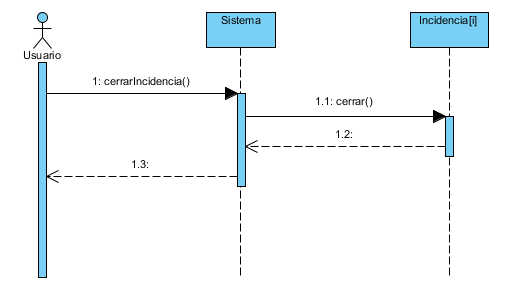 Sistema
Incidencia[i]
Usuario
1: cerrarIncidencia()
1.1: cerrar()
1.2:
1.3: